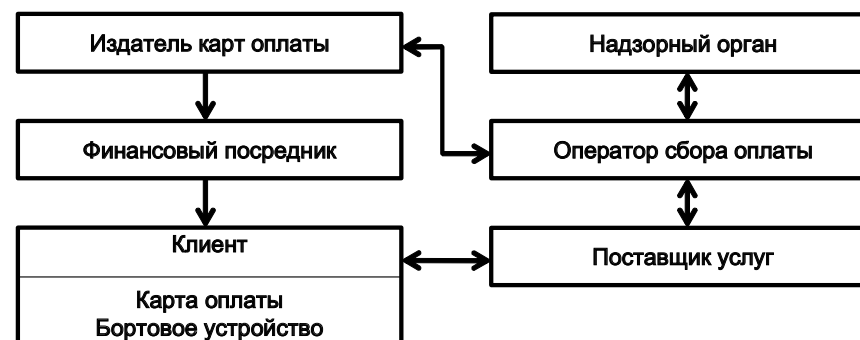 Издатель карт оплаты
Надзорный орган
Финансовый посредник
Оператор сбора оплаты
Клиент
Поставщик услуг
Карта оплаты
Бортовое устройство